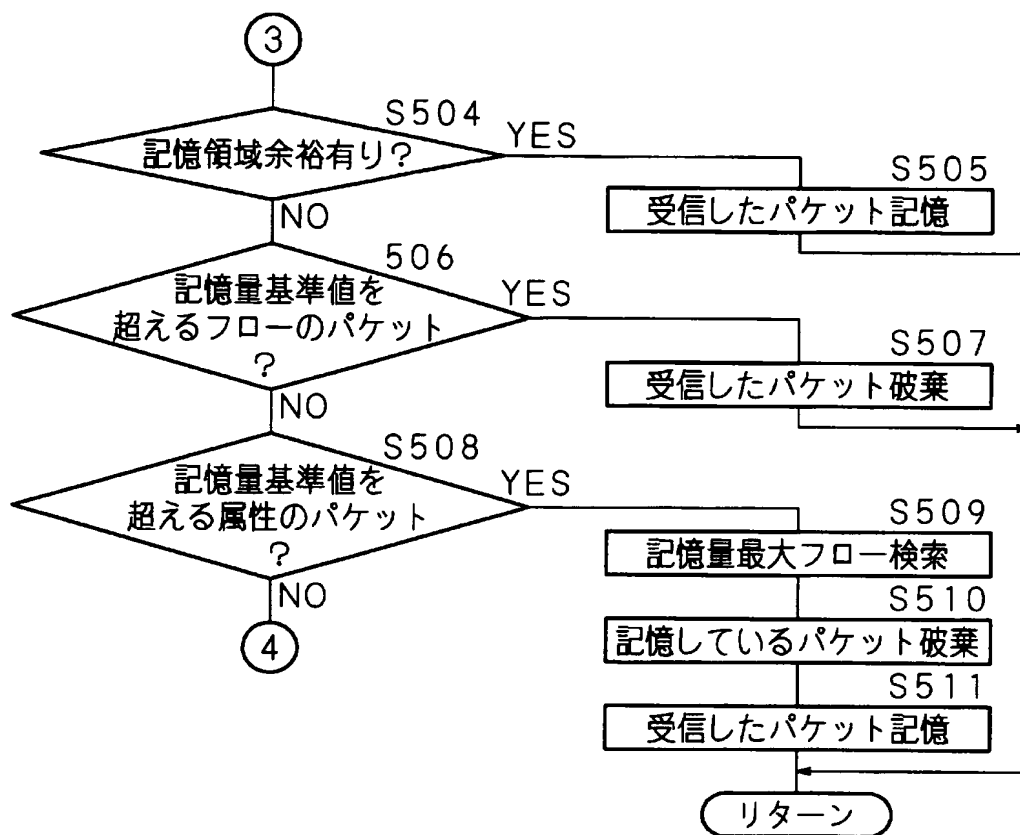 3
S504
記憶領域余裕有り?
YES
NO
S505
受信したパケット記憶
506
記憶量基準値を
超えるフローのパケット
?
YES
NO
S507
受信したパケット破棄
S508
記憶量基準値を
超える属性のパケット
?
YES
NO
4
S509
記憶量最大フロー検索
S510
記憶しているパケット破棄
S511
受信したパケット記憶
リターン